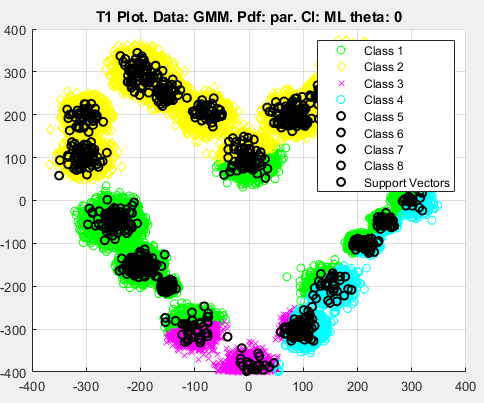 T1 Plot. Data: GMM. Pdf: par. Cl: ML theta: 0
400
300
200
100
0
-100
-200
-300
-400
-400
-300
-200
-100
0
100
200
300
400
Class 1
Class 2
Class 3
Class 4
Class 5
Class 6
Class 7
Class 8
Support Vectors